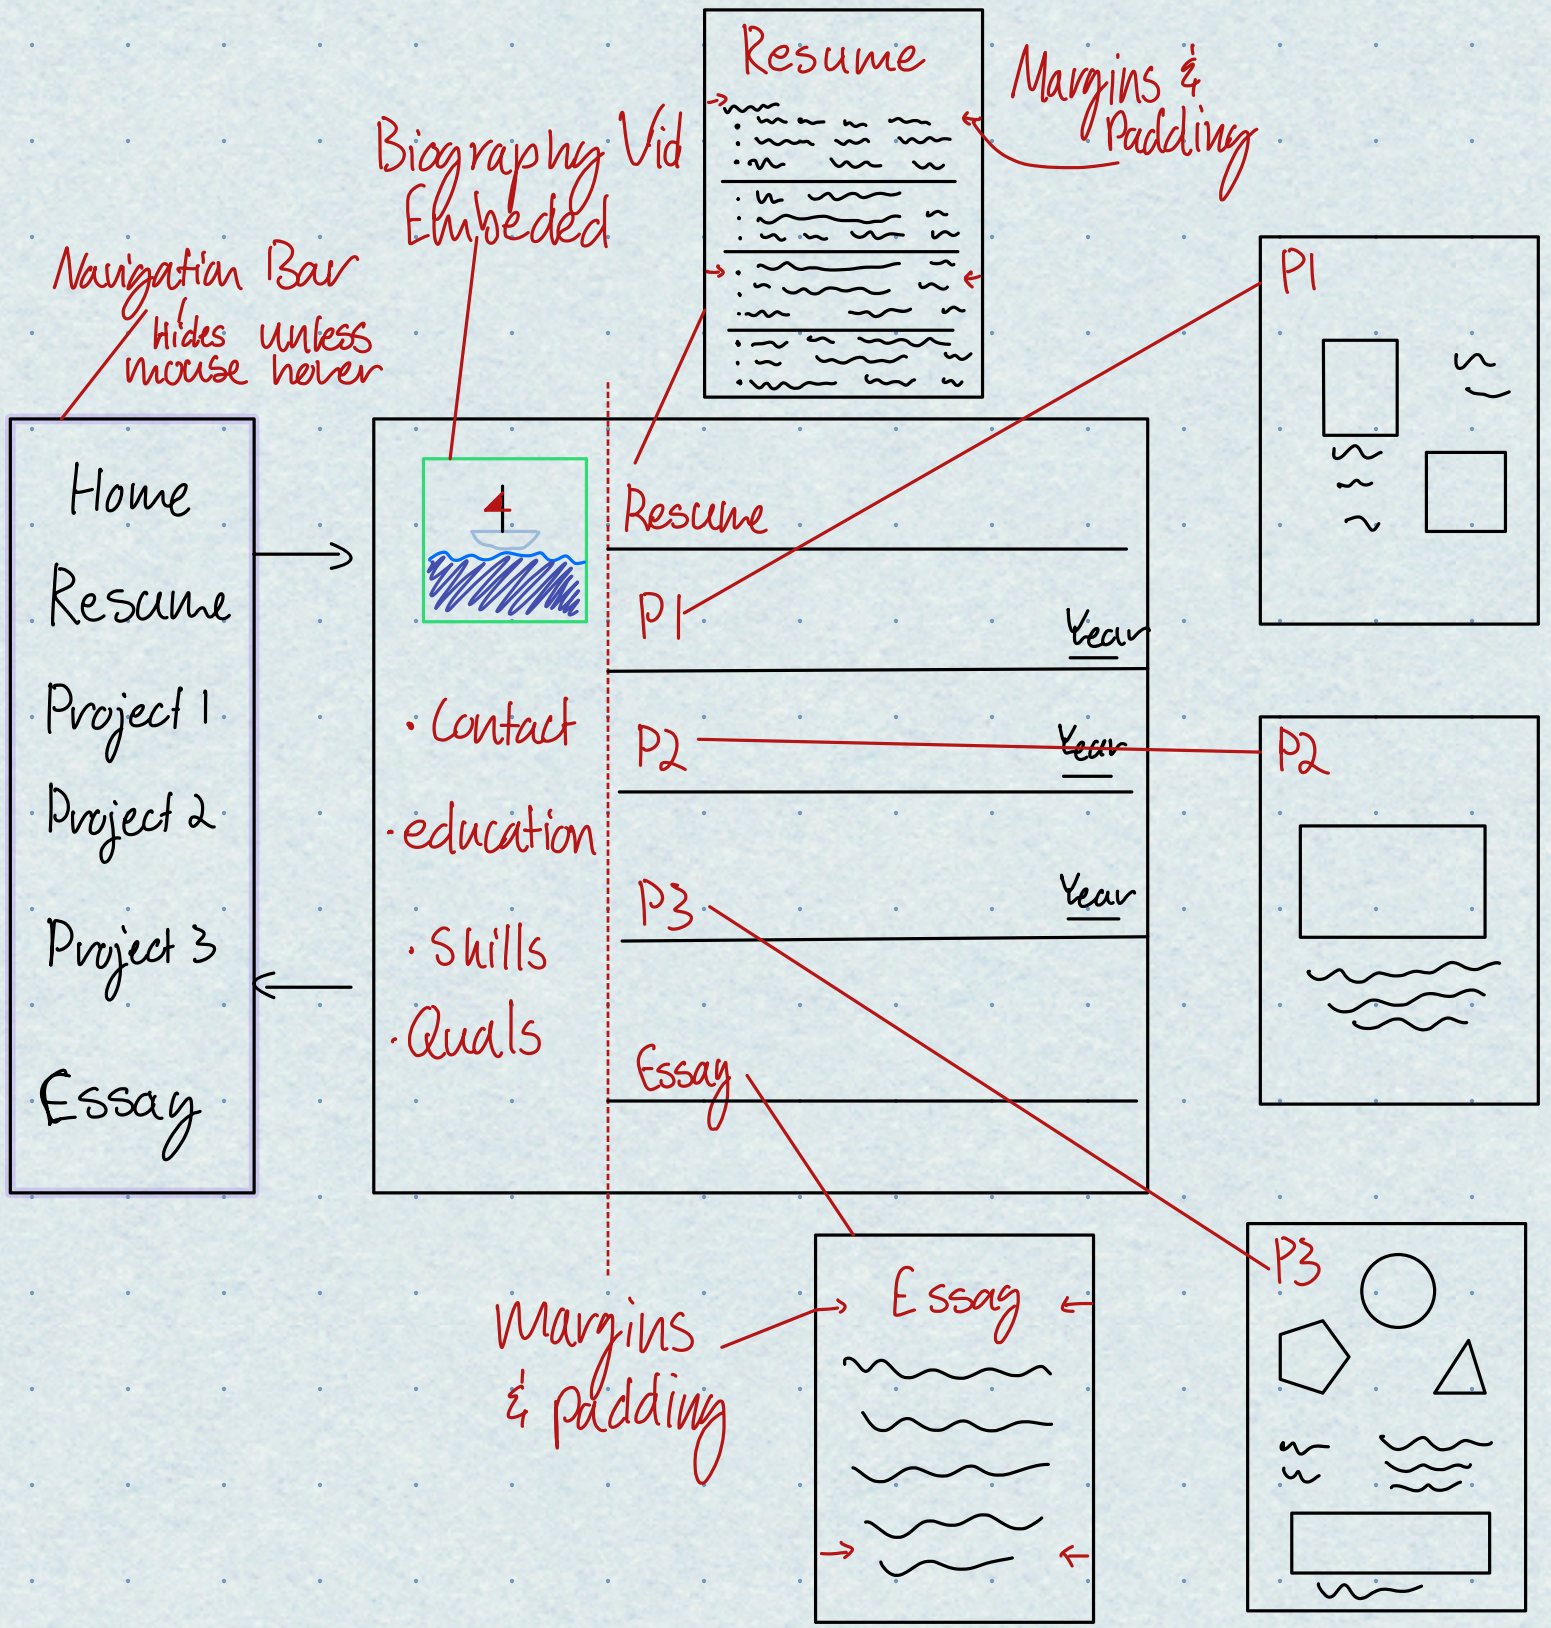 Resume
Margins &
Padding
Biography Vid
Embeded
Navigation Bar
Hides unless
mouse hover
Home
Resume
Project 1
Project 2
Project 3
Essay
• Contact
• education
• Skills
• Quals
Resume
P1
Year
P2
Year
P3
Year
Essay
P1
P2
P3
Essay
Margins
& padding